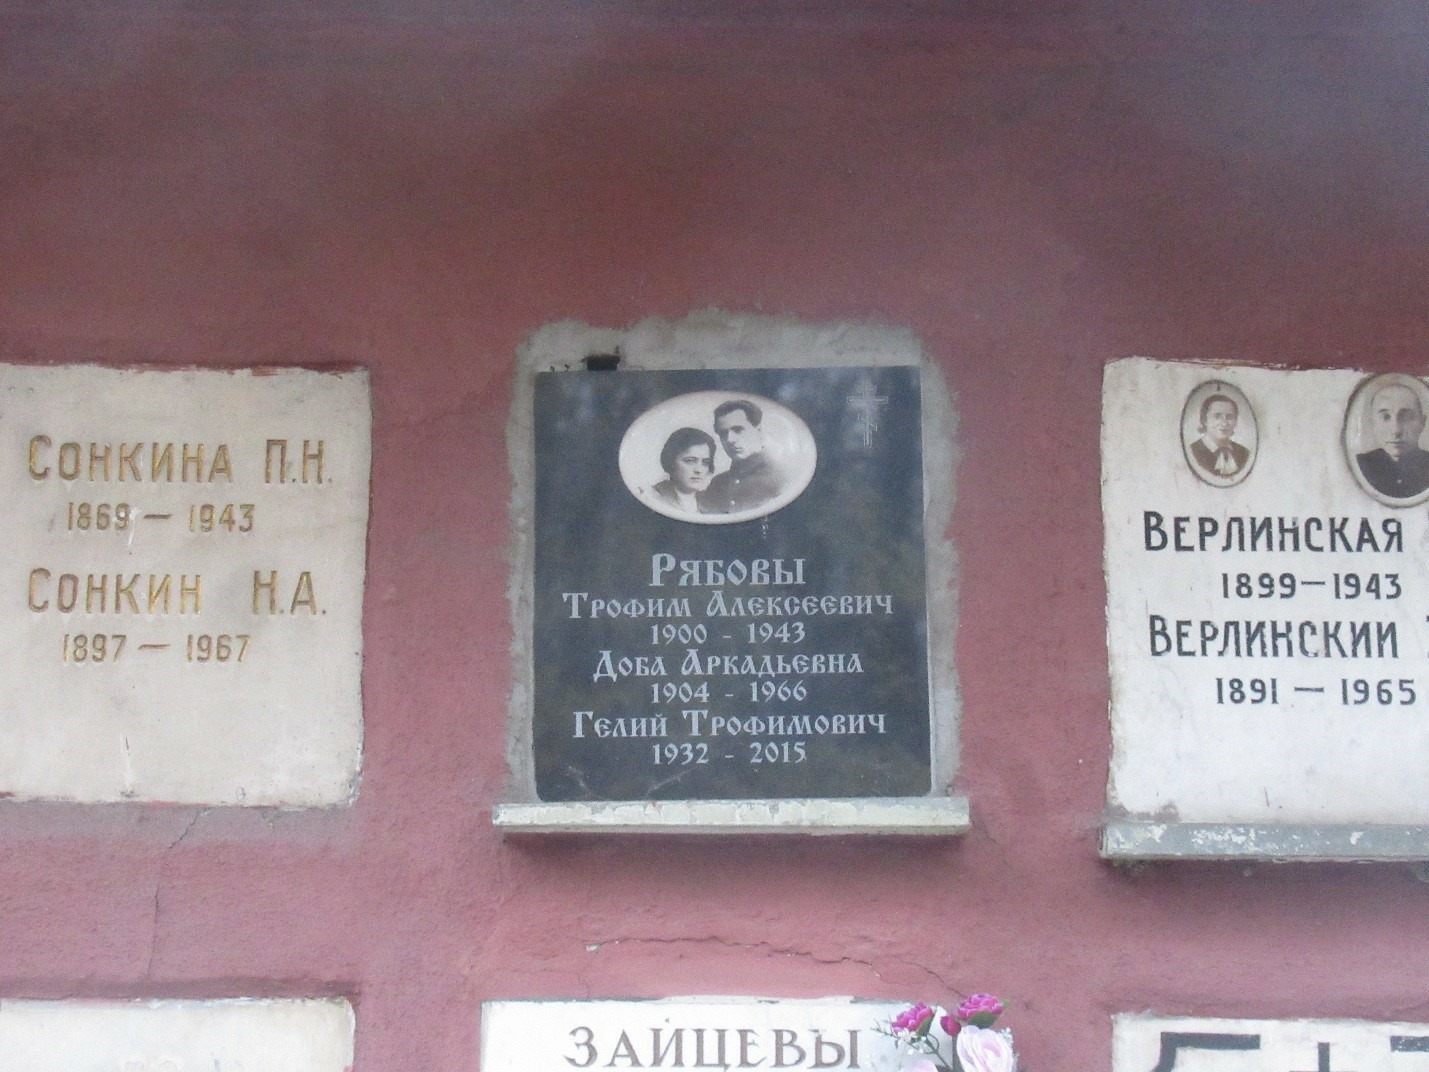 СОНКИНА П.Н.
1869 — 1943
СОНКИН Н.А.
1897 — 1967
РЯБОВЫ
ТРОФИМ АЛЕКСЕЕВИЧ
1900 - 1943
ДОБА АРКАДЬЕВНА
1904 - 1966
ГЕЛИЙ ТРОФИМОВИЧ
1932 - 2015
ВЕРЛИНСКАЯ
1899—1943
ВЕРЛИНСКИИ
1891 — 1965
ЗАЙЦЕВЫ